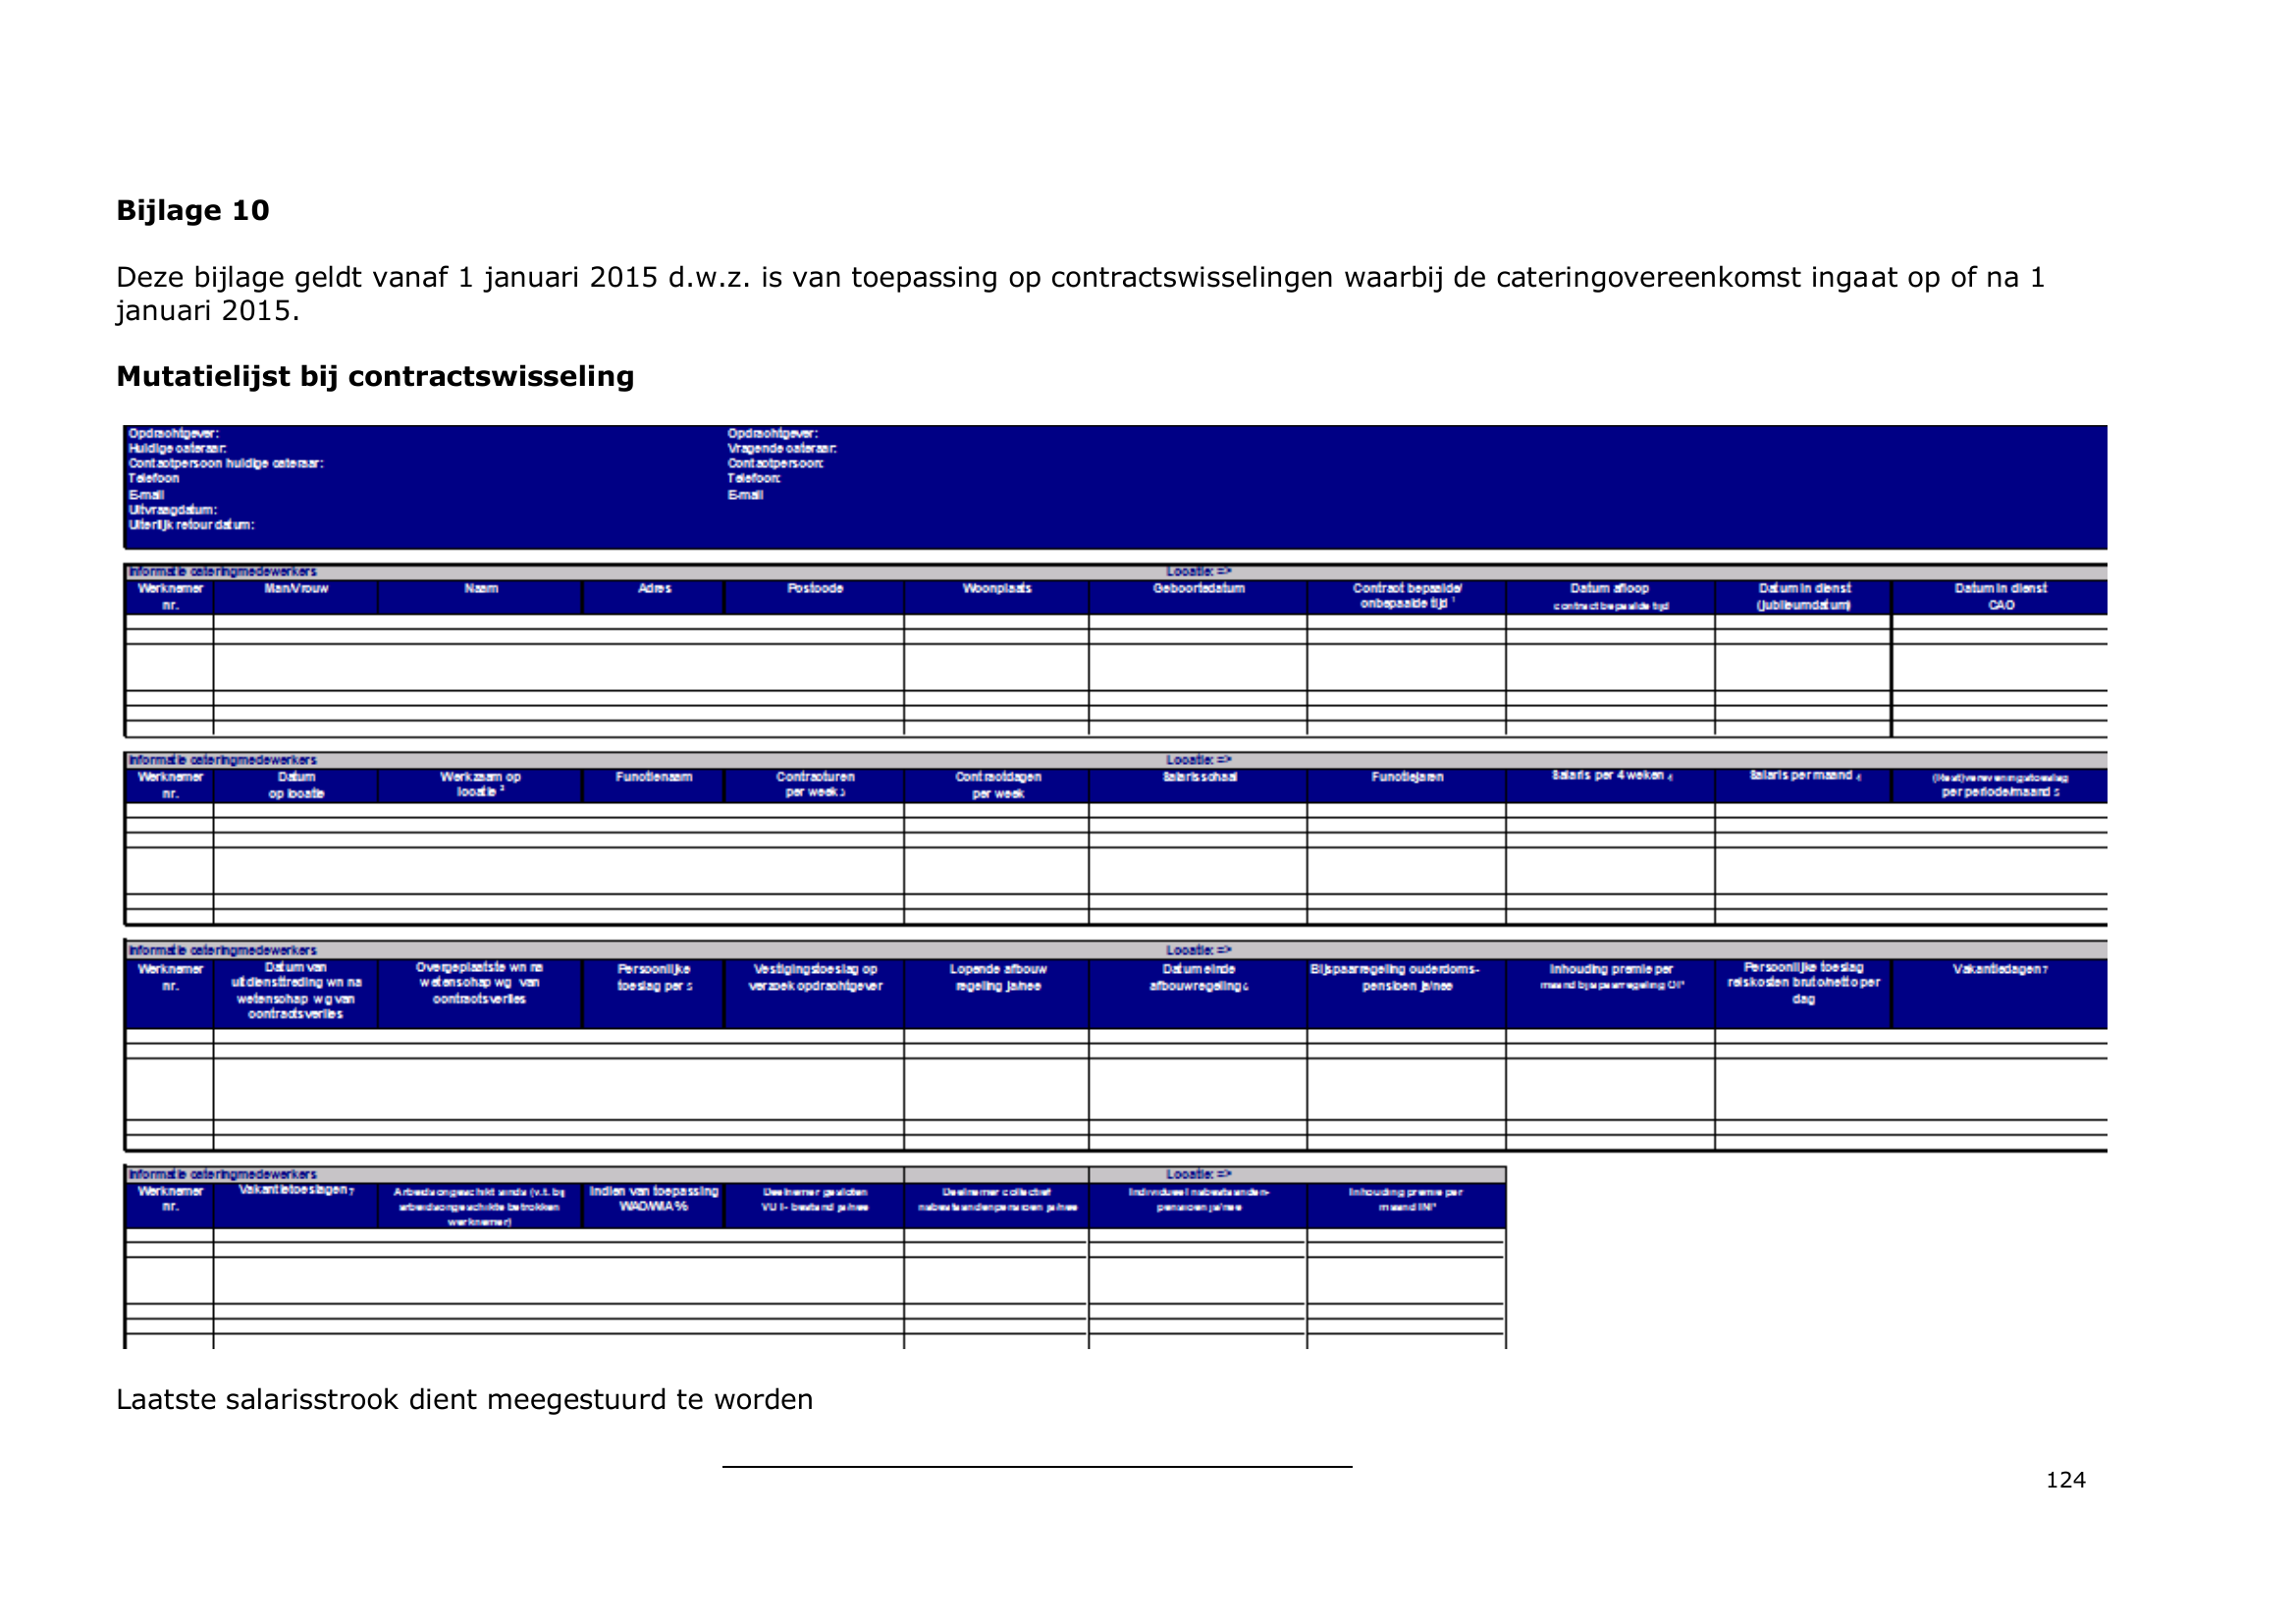 Bijlage 10
Deze bijlage geldt vanaf 1 januari 2015 d.w.z. is van toepassing op contractswisselingen waarbij de cateringovereenkomst ingaat op of na 1
januari 2015.
Mutatielijst bij contractswisseling
Opdrachtgever: Opdrachtgever:
Huidige cateraar: Vragende cateraar:
Contactpersoon huidige cateraar: Contactpersoon:
Telefoon Telefoon:
E-mail E-mail
Uitvraagdatum:
Uiterlijk retour datum:
Informatie cateringmedewerkers Locatie: =>
Werknemer Man/Vrouw Naam Adres Postcode Woonplaats Geboortedatum Contract bepaalde/ Datum afloop Datum in dienst Datum in dienst
nr. onbepaalde tijd ¹ contract bepaalde tijd (jubileumdatum) CAO
Informatie cateringmedewerkers Locatie: =>
Werknemer Datum Werkzaam op Functienaam Contracturen Contractdagen Salarisschaal Functiejaren Salaris per 4 weken 4 Salaris per maand 4 (Rest)vereveningstoeslag
nr. op locatie locatie ² per week 3 per week per periode/maand 5
Informatie cateringmedewerkers Locatie: =>
Werknemer Datum van Overgeplaatste wn na Persoonlijke Vestigingstoeslag op Lopende afbouw Datum einde Bijspaarregeling ouderdoms- Inhouding premie per Persoonlijke toeslag Vakantiedagen 7
nr. uitdiensttreding wn na wetenschap wg van toeslag per 5 verzoek opdrachtgever regeling ja/nee afbouwregeling 6 pensioen ja/nee maand bijspaarregeling OP reiskosten bruto/netto per
wetenschap wg van contractsverlies dag
contractsverlies
Informatie cateringmedewerkers Locatie: =>
Werknemer Vakantietoeslagen 7 Arbeidsongeschikt sinds (v.t. bij Indien van toepassing Deelnemer gesloten Deelnemer collectief Individueel nabestaanden- Inhouding premie per
nr. arbeidsongeschikte betrokken WAO/WIA % VUT- bestand ja/nee nabestaandenpensioen ja/nee pensioen ja/nee maand
werknemer)
Laatste salarisstrook dient meegestuurd te worden
124